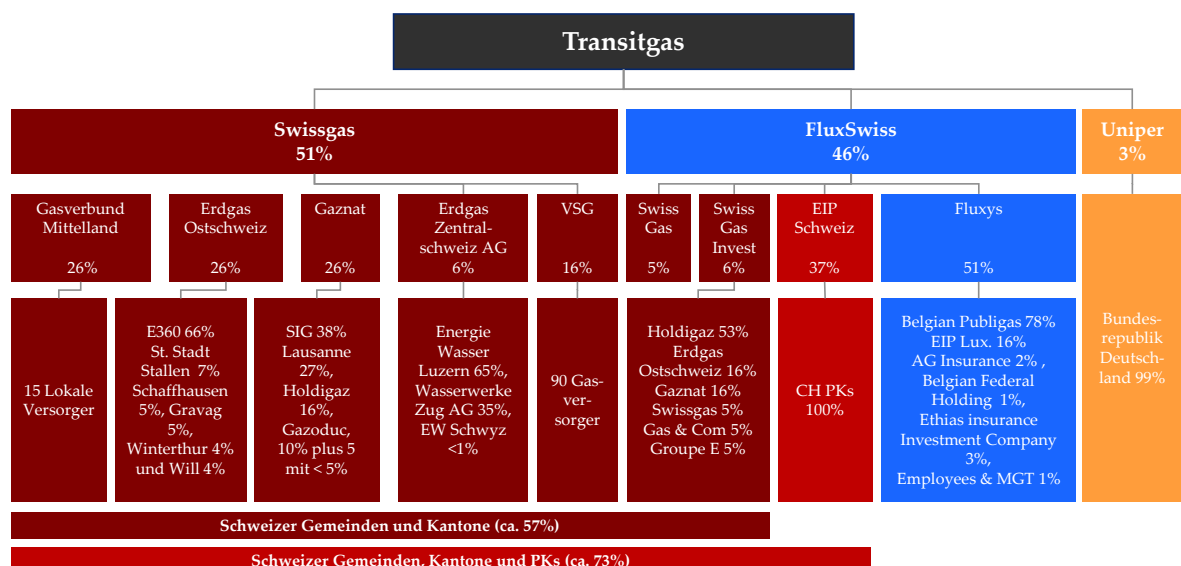 Transitgas
Swissgas
51%
FluxSwiss
46%
Uniper
3%
Gasverbund
Mittelland
26%
Erdgas
Ostschweiz
26%
Gaznat
26%
Erdgas
Zentral-
schweiz AG
6%
VSG
16%
Swiss
Gas
5%
Swiss
Gas
Invest
6%
EIP
Schweiz
37%
Fluxys
51%
15 Lokale
Versorger
E360 66%
St. Stadt
Stallen 7%
Schaffhausen
5%, Gravag
5%,
Winterthur 4%
und Will 4%
SIG 38%
Lausanne
27%,
Holdigaz
16%,
Gazoduc,
10% plus 5
mit < 5%
Energie
Wasser
Luzern 65%,
Wasserwerke
Zug AG 35%,
EW Schwyz
<1%
90 Gas-
ver-
sorger
Holdigaz 53%
Erdgas
Ostschweiz 16%
Gaznat 16%
Swissgas 5%
Gas & Com 5%
Groupe E 5%
CH PKs
100%
Belgian Publigas 78%
EIP Lux. 16%
AG Insurance 2% ,
Belgian Federal
Holding 1%,
Ethias insurance
Investment Company
3%,
Employees & MGT 1%
Bundes-
republik
Deutsch-
land 99%
Schweizer Gemeinden und Kantone (ca. 57%)
Schweizer Gemeinden, Kantone und PKs (ca. 73%)